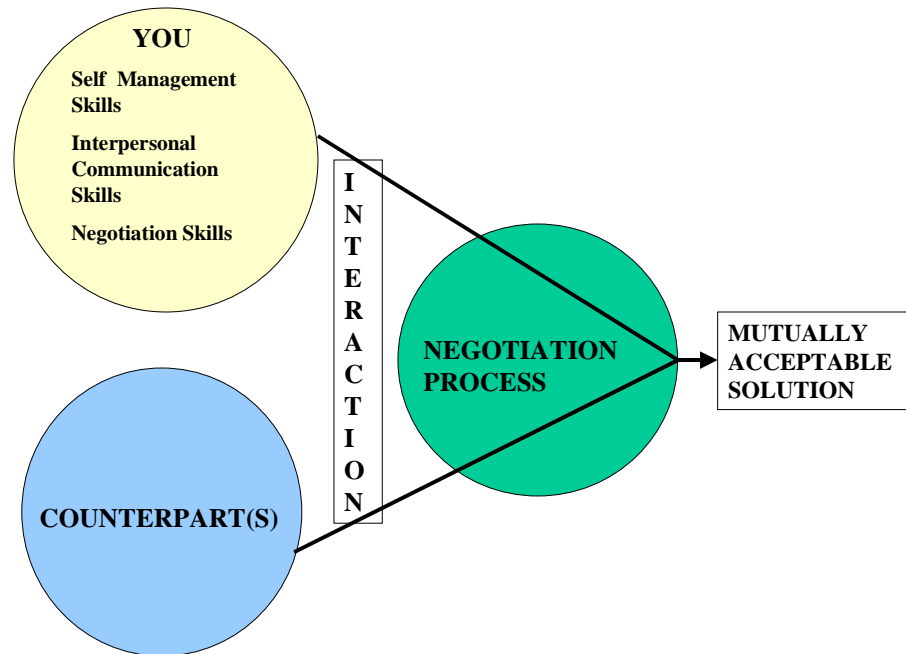 YOU
Self Management
Skills
Interpersonal
Communication
Skills
Negotiation Skills
I
N
T
E
R
A
C
T
I
O
N
NEGOTIATION
PROCESS
MUTUALLY
ACCEPTABLE
SOLUTION
COUNTERPART(S)